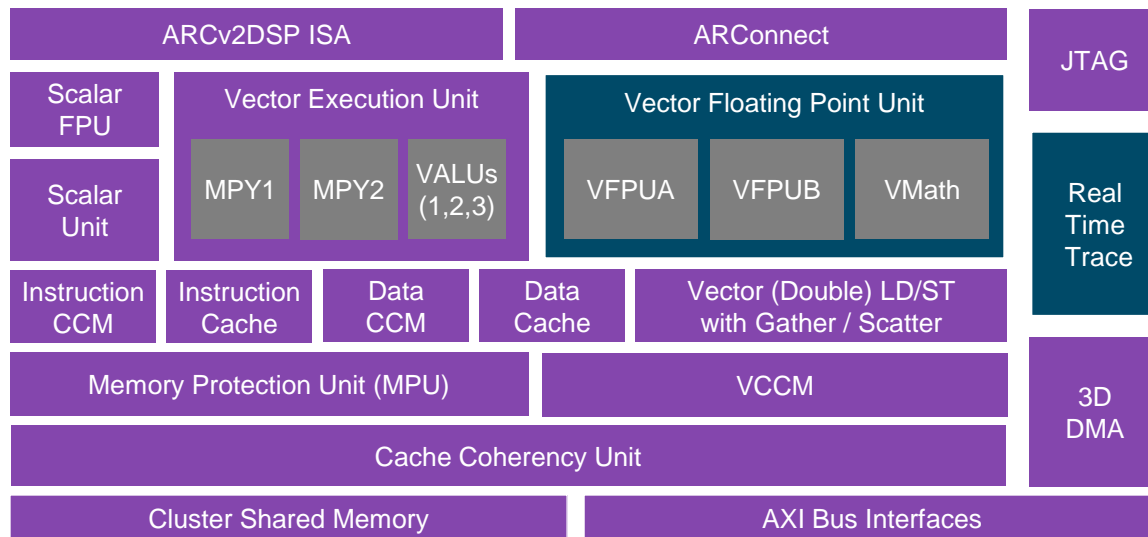 ARCv2DSP ISA
ARConnect
JTAG
Scalar
FPU
Vector Execution Unit
Vector Floating Point Unit
MPY1
MPY2
VALUs
(1,2,3)
VFPUA
VFPUB
VMath
Scalar
Unit
Real
Time
Trace
Instruction
CCM
Instruction
Cache
Data
CCM
Data
Cache
Vector (Double) LD/ST
with Gather / Scatter
Memory Protection Unit (MPU)
VCCM
3D
DMA
Cache Coherency Unit
Cluster Shared Memory
AXI Bus Interfaces